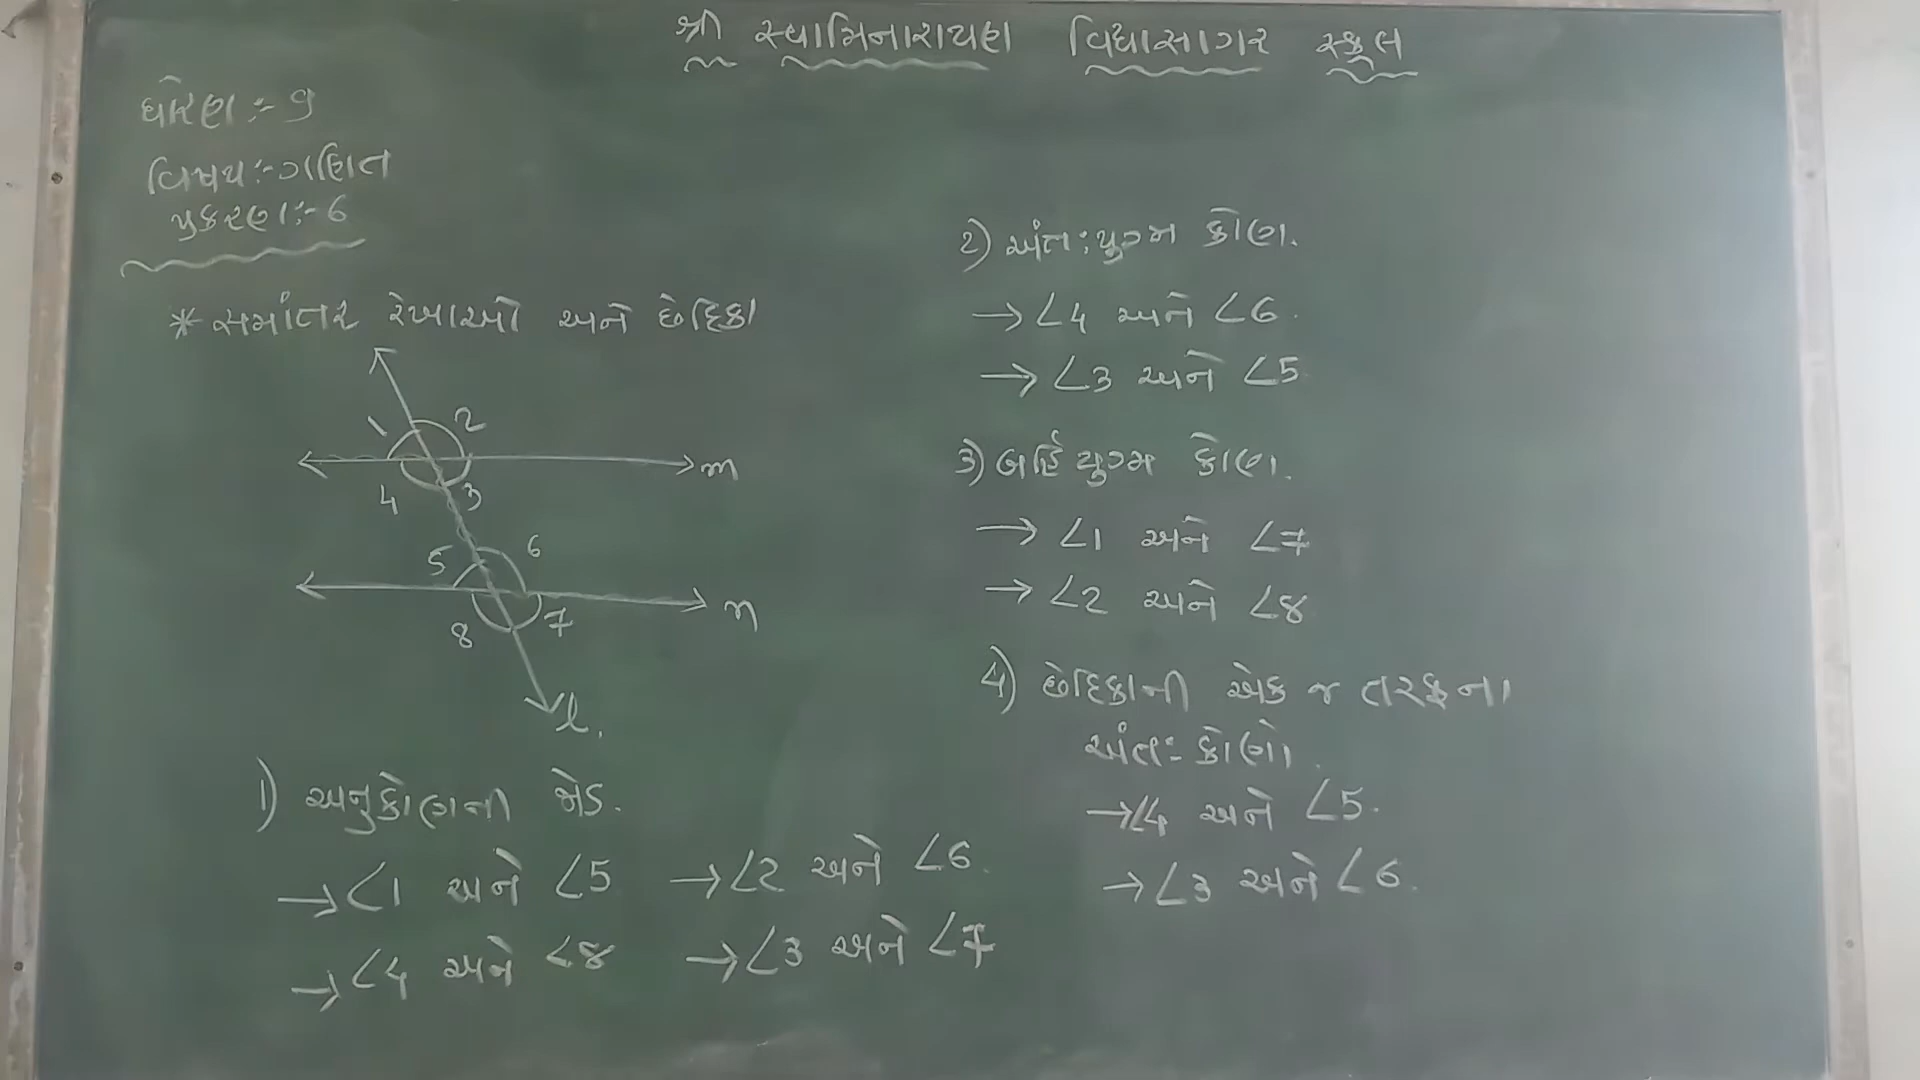 શ્રી સ્વામિનારાયણ વિદ્યાસાગર સ્કુલ
ધોરણ :- 9
વિષય :- ગણિત
પ્રકરણ :- 6
* સમાંતર રેખાઓ અને છેદિકા
1 2
m
4 3
5 6
n
8 7
l.
1) અનુકોણની જોડ.
→ ∠1 અને ∠5 → ∠2 અને ∠6.
→ ∠4 અને ∠8 → ∠3 અને ∠7
2) અંત:યુગ્મ કોણ.
→ ∠4 અને ∠6.
→ ∠3 અને ∠5
3) બર્હિ યુગ્મ કોણ.
→ ∠1 અને ∠7
→ ∠2 અને ∠8
4) છેદિકાની એક જ તરફના
અંત: કોણો.
→ ∠4 અને ∠5.
→ ∠3 અને ∠6.